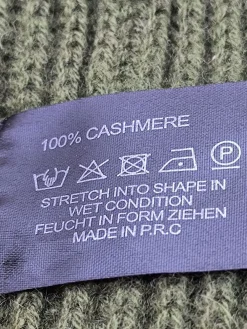 100% CASHMERE
P
STRETCH INTO SHAPE IN
WET CONDITION
FEUCHT IN FORM ZIEHEN
MADE IN P.R.C